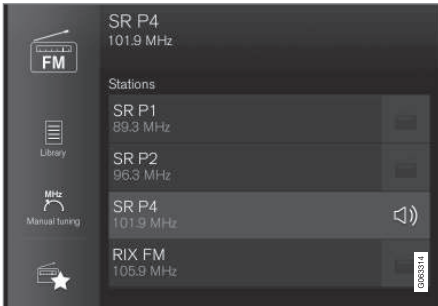 SR P4
101.9 MHz
FM
Stations
SR P1
89.3 MHz
Library
SR P2
96.3 MHz
MHz
Manual tuning
SR P4
101.9 MHz
RIX FM
105.9 MHz
G063314